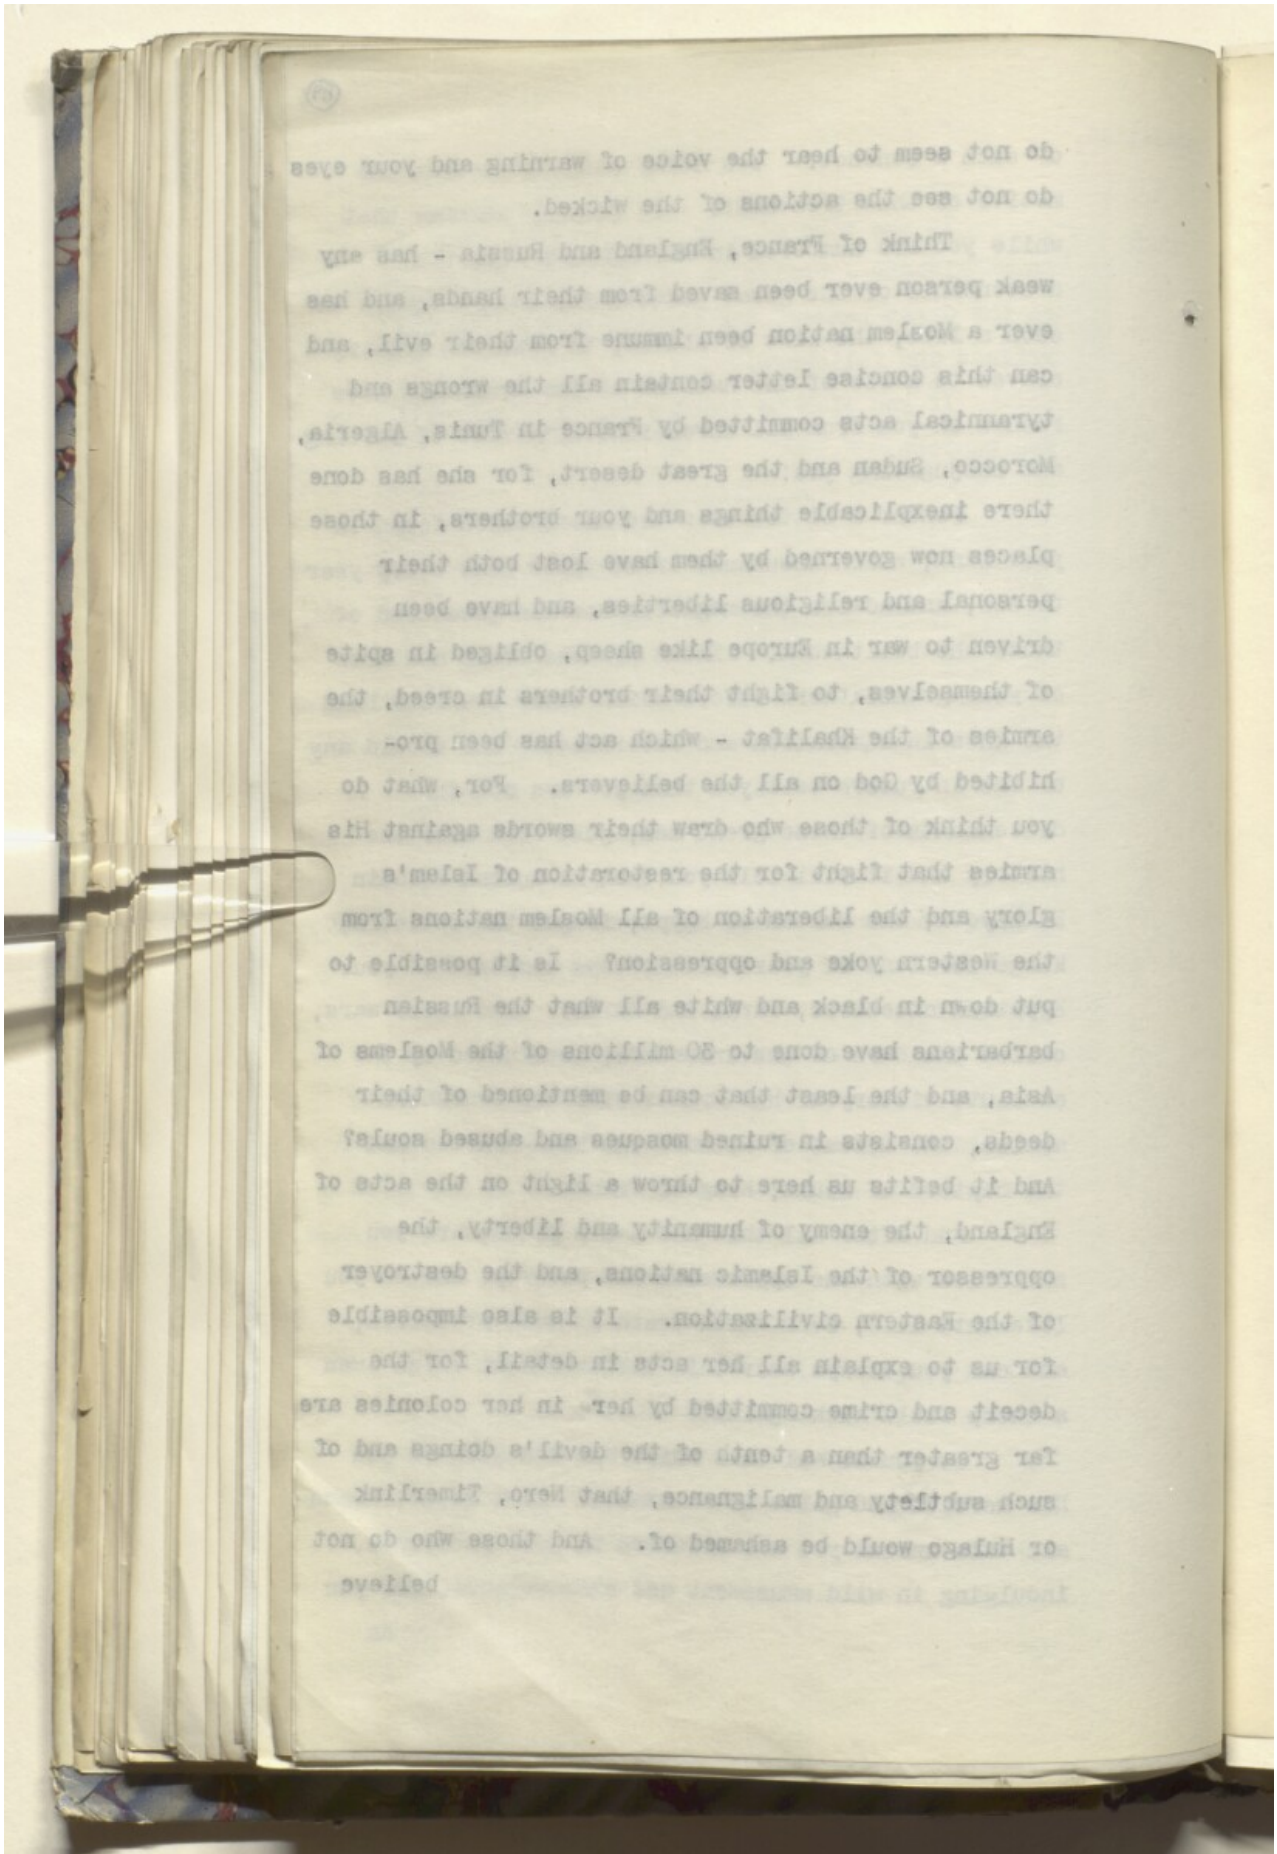 do not seem to hear the voice of warning and your eyes
do not see the actions of the wicked.
Think of France, England and Russia - has any
weak person ever been saved from their hands, and has
ever a Moslem nation been immune from their evil, and
can this concise letter contain all the wrongs and
tyrannical acts committed by France in Tunis, Algeria,
Morocco, Sudan and the great desert, for she has done
there inexplicable things and your brothers, in those
places now governed by them have lost both their
personal and religious liberties, and have been
driven to war in Europe like sheep, obliged in spite
of themselves, to fight their brothers in creed, the
armies of the Khalifat - which act has been pro-
hibited by God on all the believers. For, what do
you think of those who draw their swords against His
armies that fight for the restoration of Islam's
glory and the liberation of all Moslem nations from
the Western yoke and oppression? Is it possible to
put down in black and white all what the Russian
barbarians have done to 30 millions of the Moslems of
Asia, and the least that can be mentioned of their
deeds, consists in ruined mosques and abused souls?
And it befits us here to throw a light on the acts of
England, the enemy of humanity and liberty, the
oppressor of the Islamic nations, and the destroyer
of the Eastern civilization. It is also impossible
for us to explain all her acts in detail, for the
deceit and crime committed by her in her colonies are
far greater than a tenth of the devil's doings and of
such subtlety and malignance, that Nero, Timerlink
or Hulago would be ashamed of. And those who do not
believe